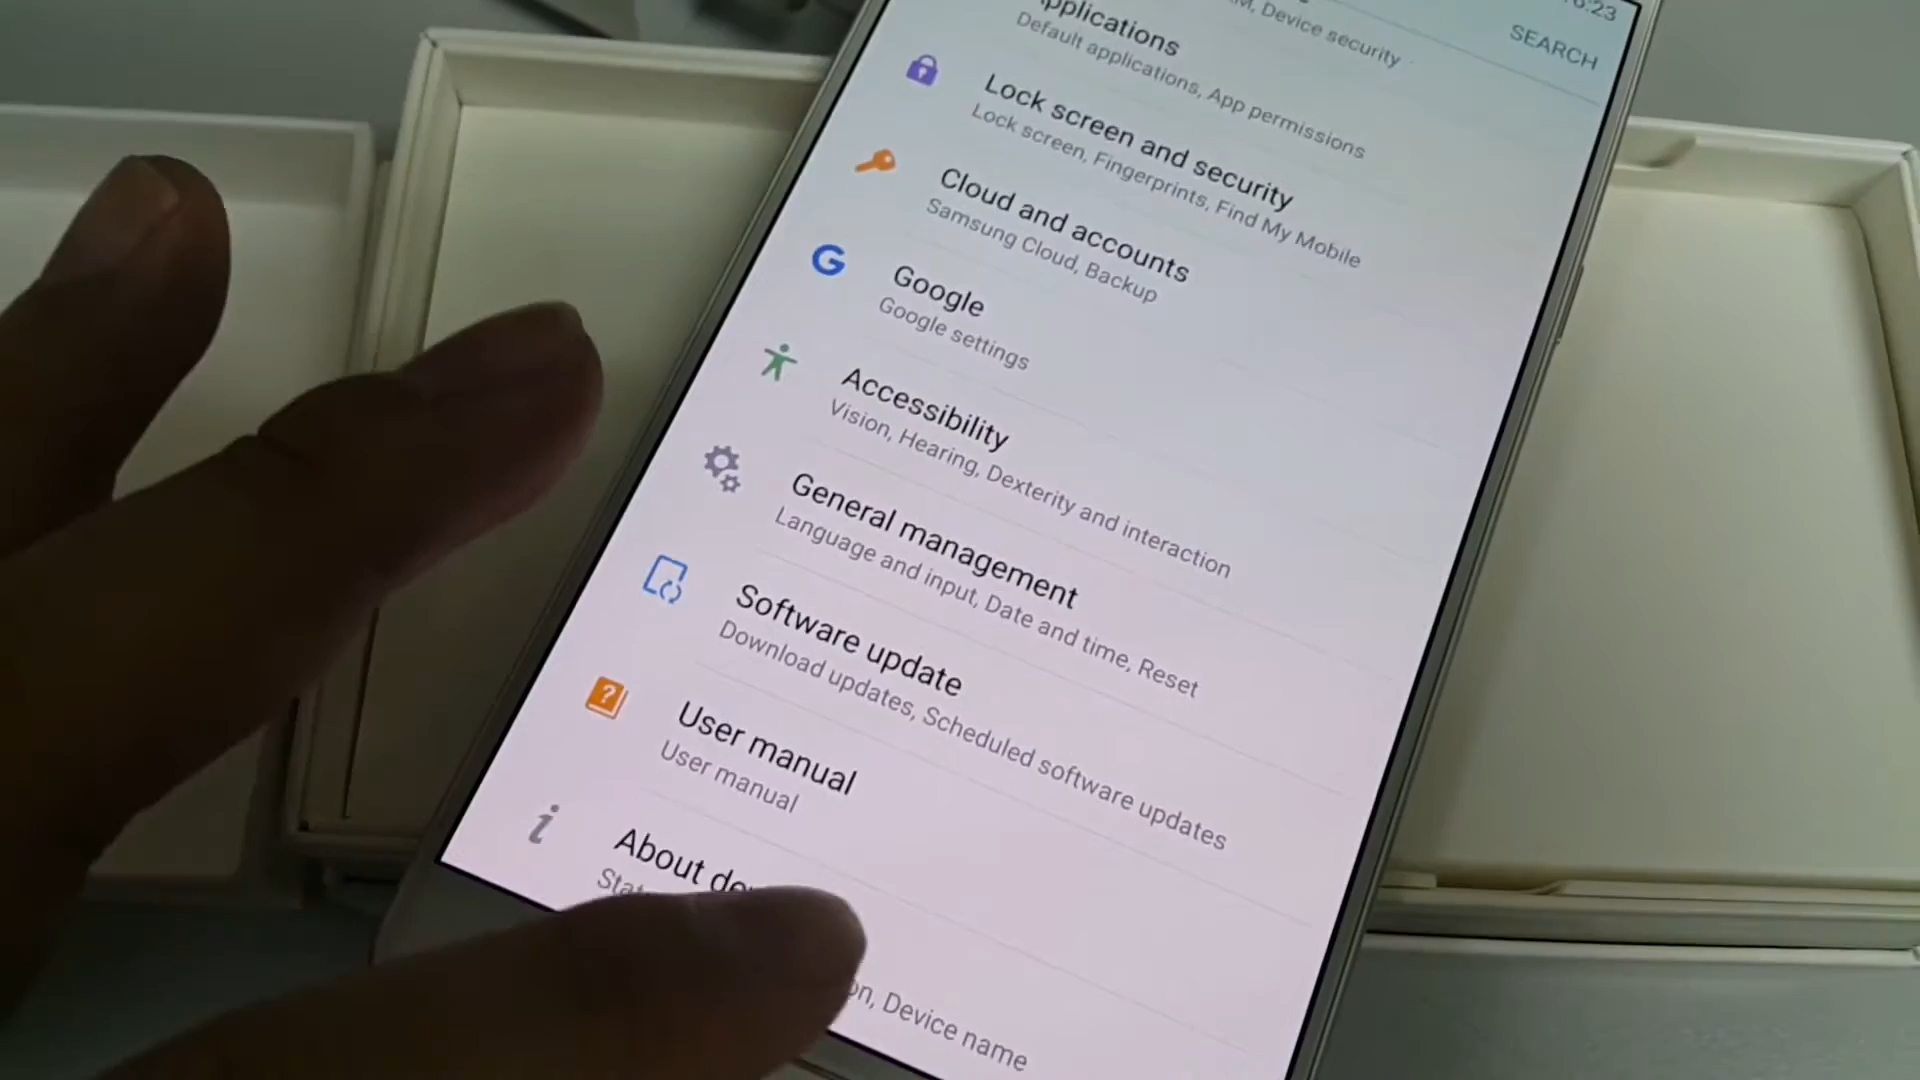 SEARCH
Device security
Default applications, App permissions
Lock screen and security
Lock screen, Fingerprints, Find My Mobile
Cloud and accounts
Samsung Cloud, Backup
Google
Google settings
Accessibility
Vision, Hearing, Dexterity and interaction
General management
Language and input, Date and time, Reset
Software update
Download updates, Scheduled software updates
User manual
User manual
About
Device name